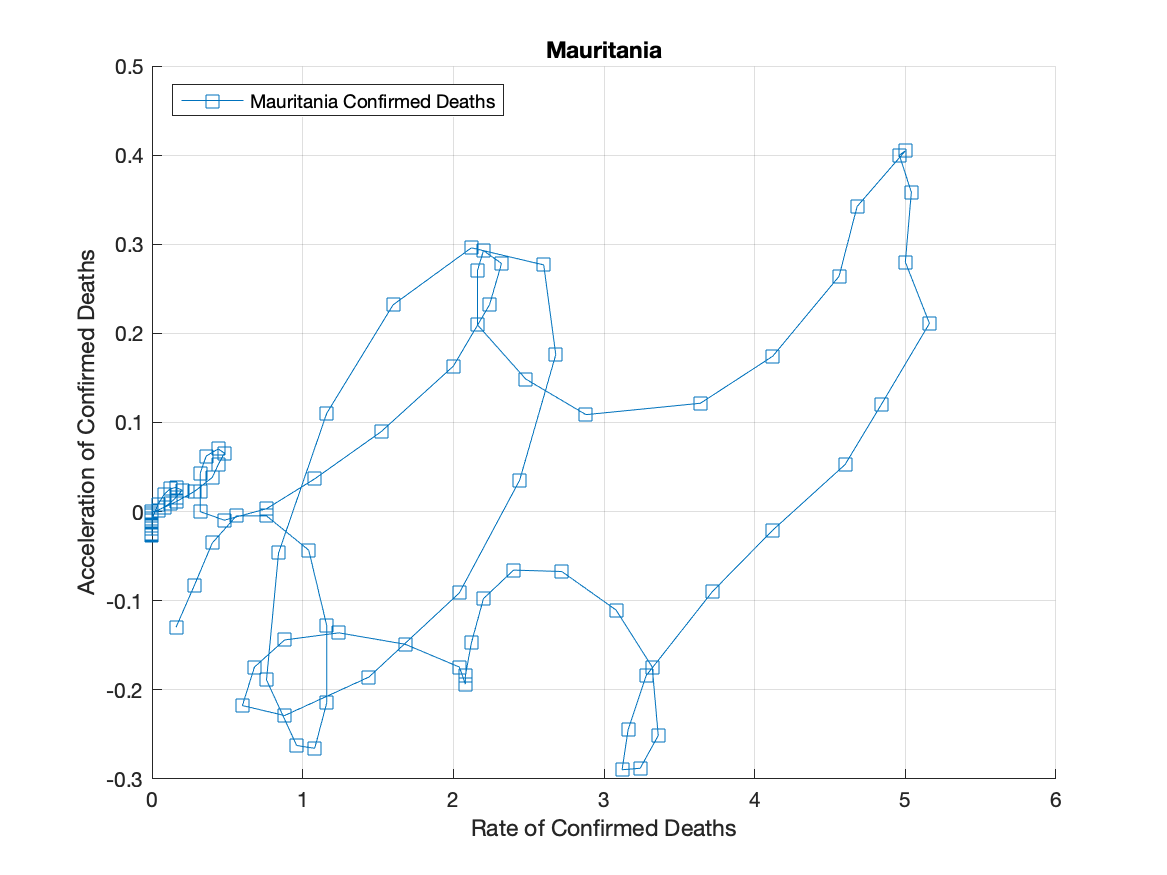 Mauritania
0.5
Mauritania Confirmed Deaths
0.4
0.3
0.2
0.1
0
-0.1
-0.2
-0.3
Acceleration of Confirmed Deaths
0 1 2 3 4 5 6
Rate of Confirmed Deaths